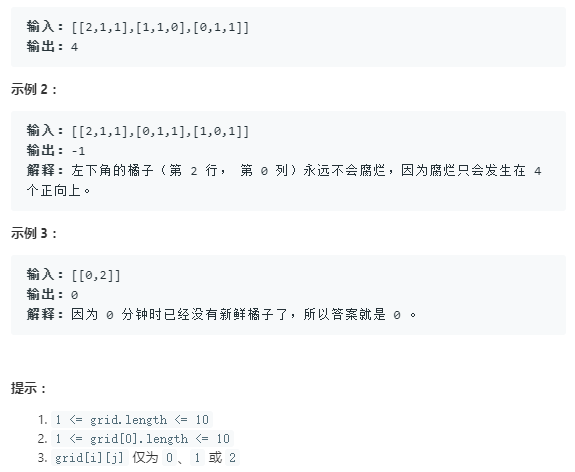 输入：[[2,1,1],[1,1,0],[0,1,1]]
输出：4
示例 2：
输入：[[2,1,1],[0,1,1],[1,0,1]]
输出：-1
解释：左下角的橘子（第 2 行， 第 0 列）永远不会腐烂，因为腐烂只会发生在 4
个正向上。
示例 3：
输入：[[0,2]]
输出：0
解释：因为 0 分钟时已经没有新鲜橘子了，所以答案就是 0 。
提示：
1. 1 <= grid.length <= 10
2. 1 <= grid[0].length <= 10
3. grid[i][j] 仅为 0、1 或 2